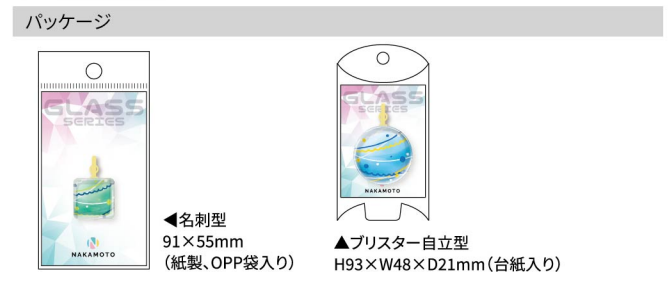 パッケージ
GLASS
SERIES
NAKAMOTO
◀名刺型
91×55mm
(紙製、OPP袋入り)
GLASS
SERIES
NAKAMOTO
▲ブリスター自立型
H93×W48×D21mm(台紙入り)